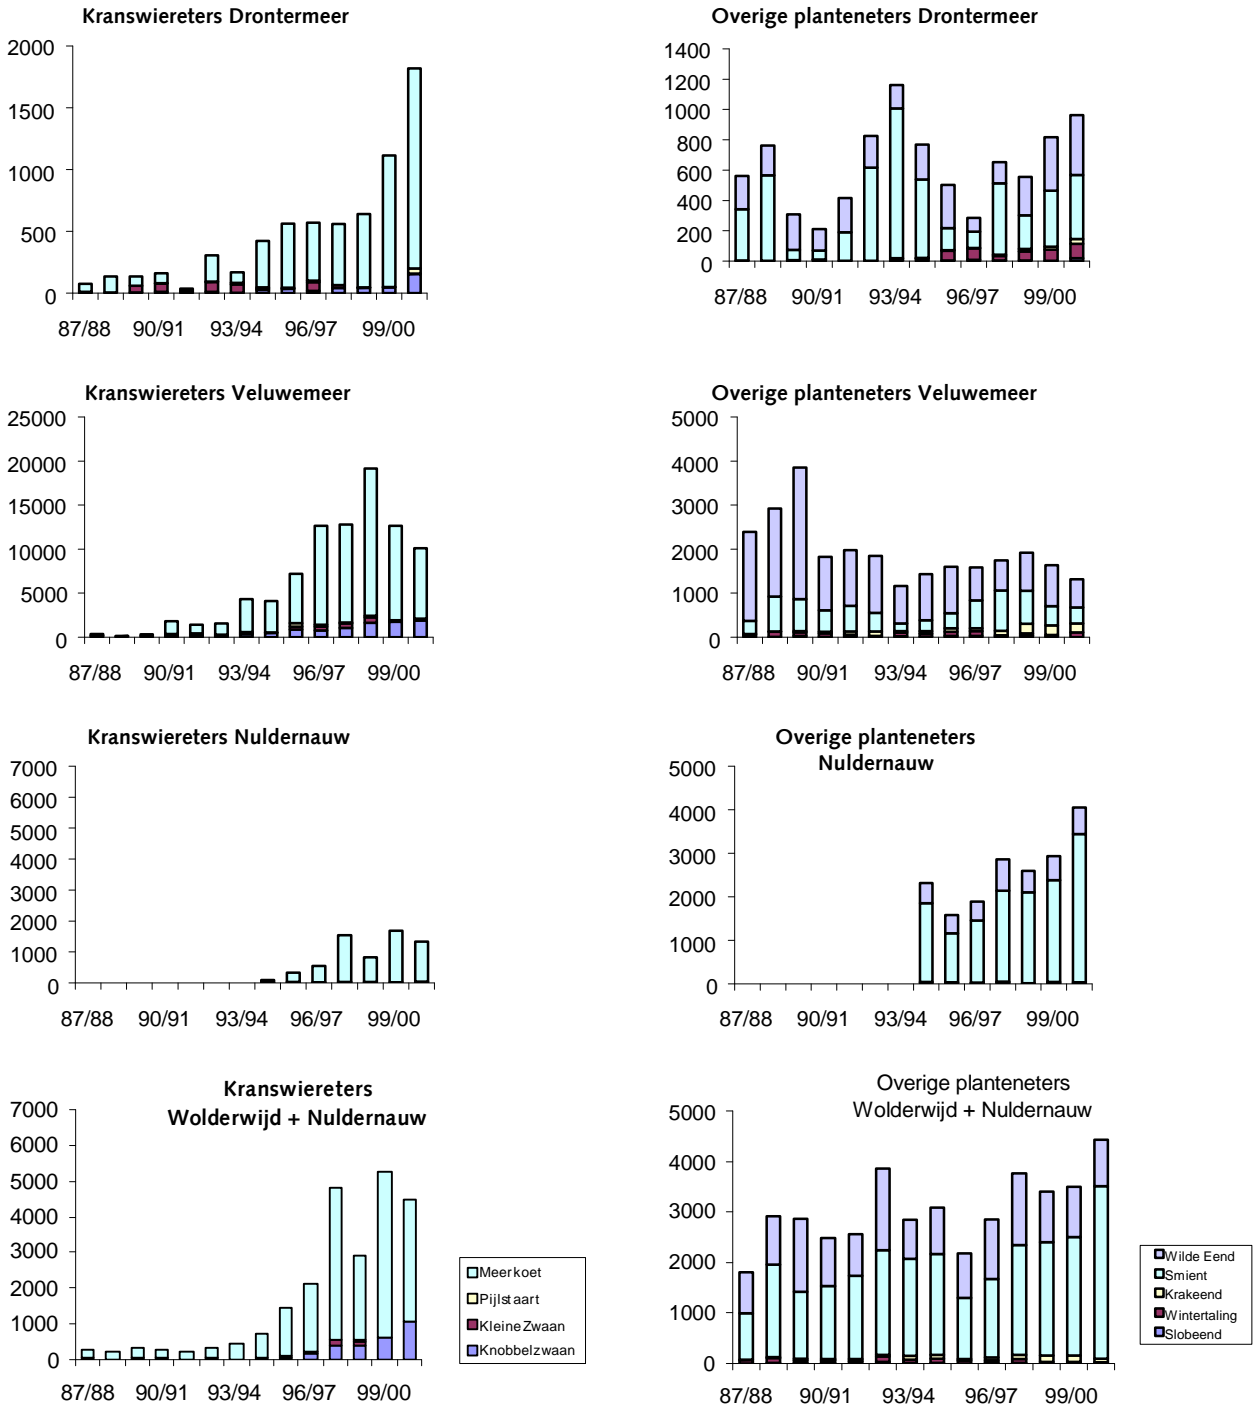 Kranswiereters Drontermeer
2000
1500
1000
500
0
87/88 90/91 93/94 96/97 99/00
Overige planteneters Drontermeer
1400
1200
1000
800
600
400
200
0
87/88 90/91 93/94 96/97 99/00
Kranswiereters Veluwemeer
25000
20000
15000
10000
5000
0
87/88 90/91 93/94 96/97 99/00
Overige planteneters Veluwemeer
5000
4000
3000
2000
1000
0
87/88 90/91 93/94 96/97 99/00
Kranswiereters Nuldernauw
7000
6000
5000
4000
3000
2000
1000
0
87/88 90/91 93/94 96/97 99/00
Overige planteneters
Nuldernauw
5000
4000
3000
2000
1000
0
87/88 90/91 93/94 96/97 99/00
Kranswiereters
Wolderwijd + Nuldernauw
7000
6000
5000
4000
3000
2000
1000
0
87/88 90/91 93/94 96/97 99/00
Meerkoet
Pijlstaart
Kleine Zwaan
Knobbelzwaan
Overige planteneters
Wolderwijd + Nuldernauw
5000
4000
3000
2000
1000
0
87/88 90/91 93/94 96/97 99/00
Wilde Eend
Smient
Krakeend
Wintertaling
Slobeend